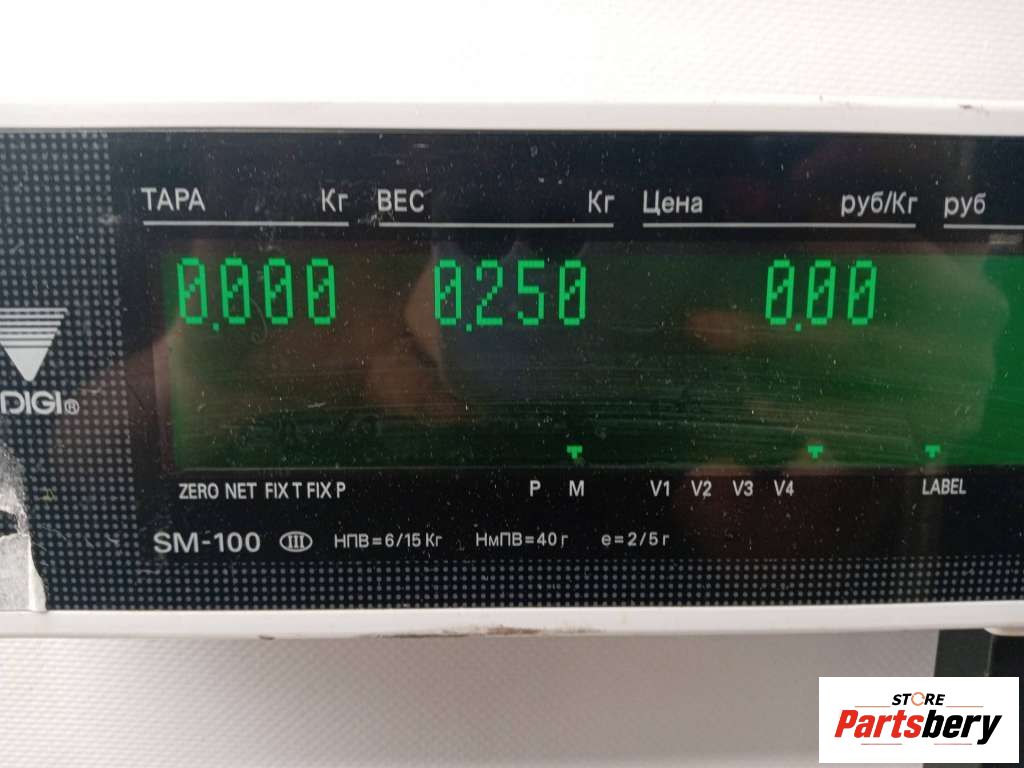 ТАРА Кг ВЕС Кг Цена руб/Кг руб
0.000 0.250 0.00
DIGI®
ZERO NET FIX T FIX P P M V1 V2 V3 V4 LABEL
SM-100 III НПВ=6/15 Кг НмПВ=40 г e=2/5 г
STORE
Partsbery